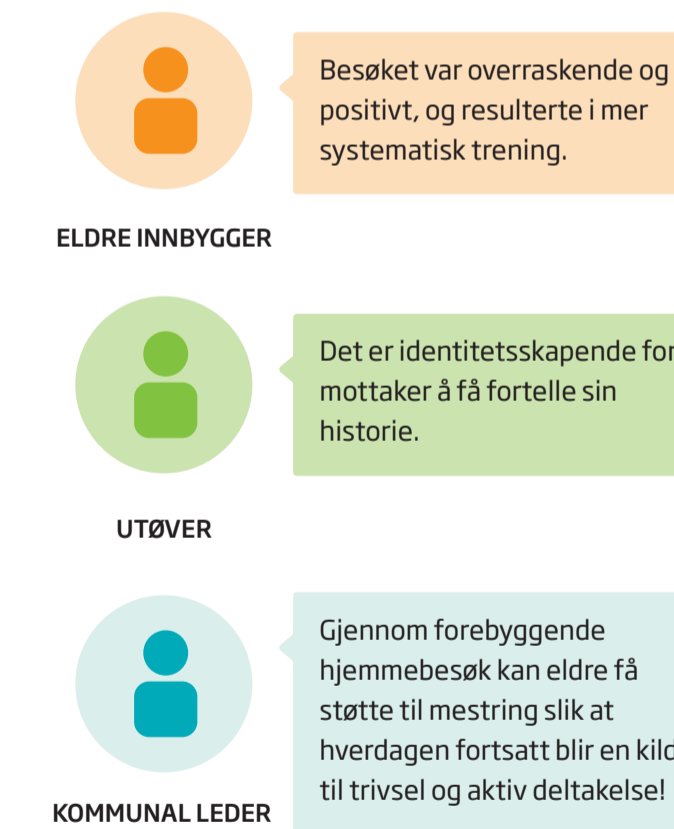 Besøket var overraskende og
positivt, og resulterte i mer
systematisk trening.
ELDRE INNBYGGER
Det er identitetsskapende for
mottaker å få fortelle sin
historie.
UTØVER
Gjennom forebyggende
hjemmebesøk kan eldre få
støtte til mestring slik at
hverdagen fortsatt blir en kild
til trivsel og aktiv deltakelse!
KOMMUNAL LEDER